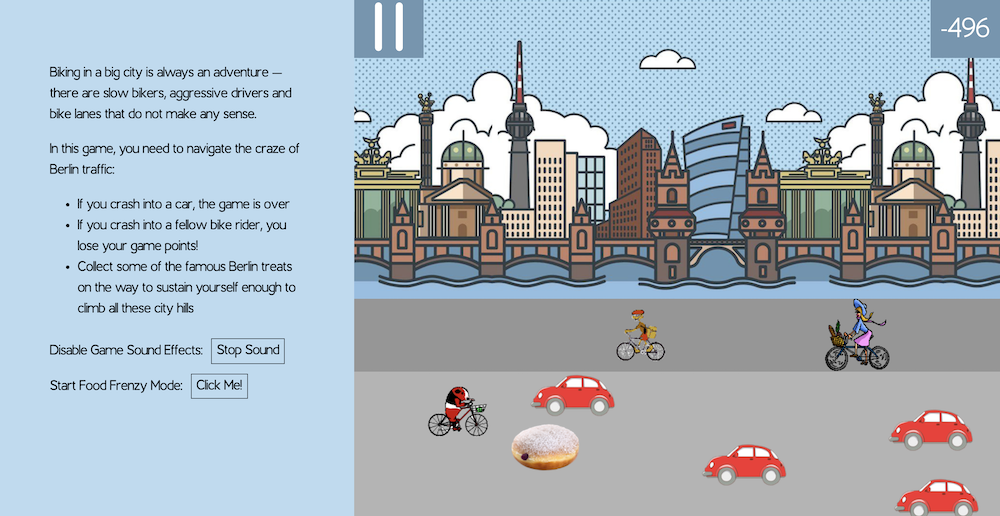 -496
Biking in a big city is always an adventure —
there are slow bikers, aggressive drivers and
bike lanes that do not make any sense.
In this game, you need to navigate the craze of
Berlin traffic:
• If you crash into a car, the game is over
• If you crash into a fellow bike rider, you
lose your game points!
• Collect some of the famous Berlin treats
on the way to sustain yourself enough to
climb all these city hills
Disable Game Sound Effects: Stop Sound
Start Food Frenzy Mode: Click Me!